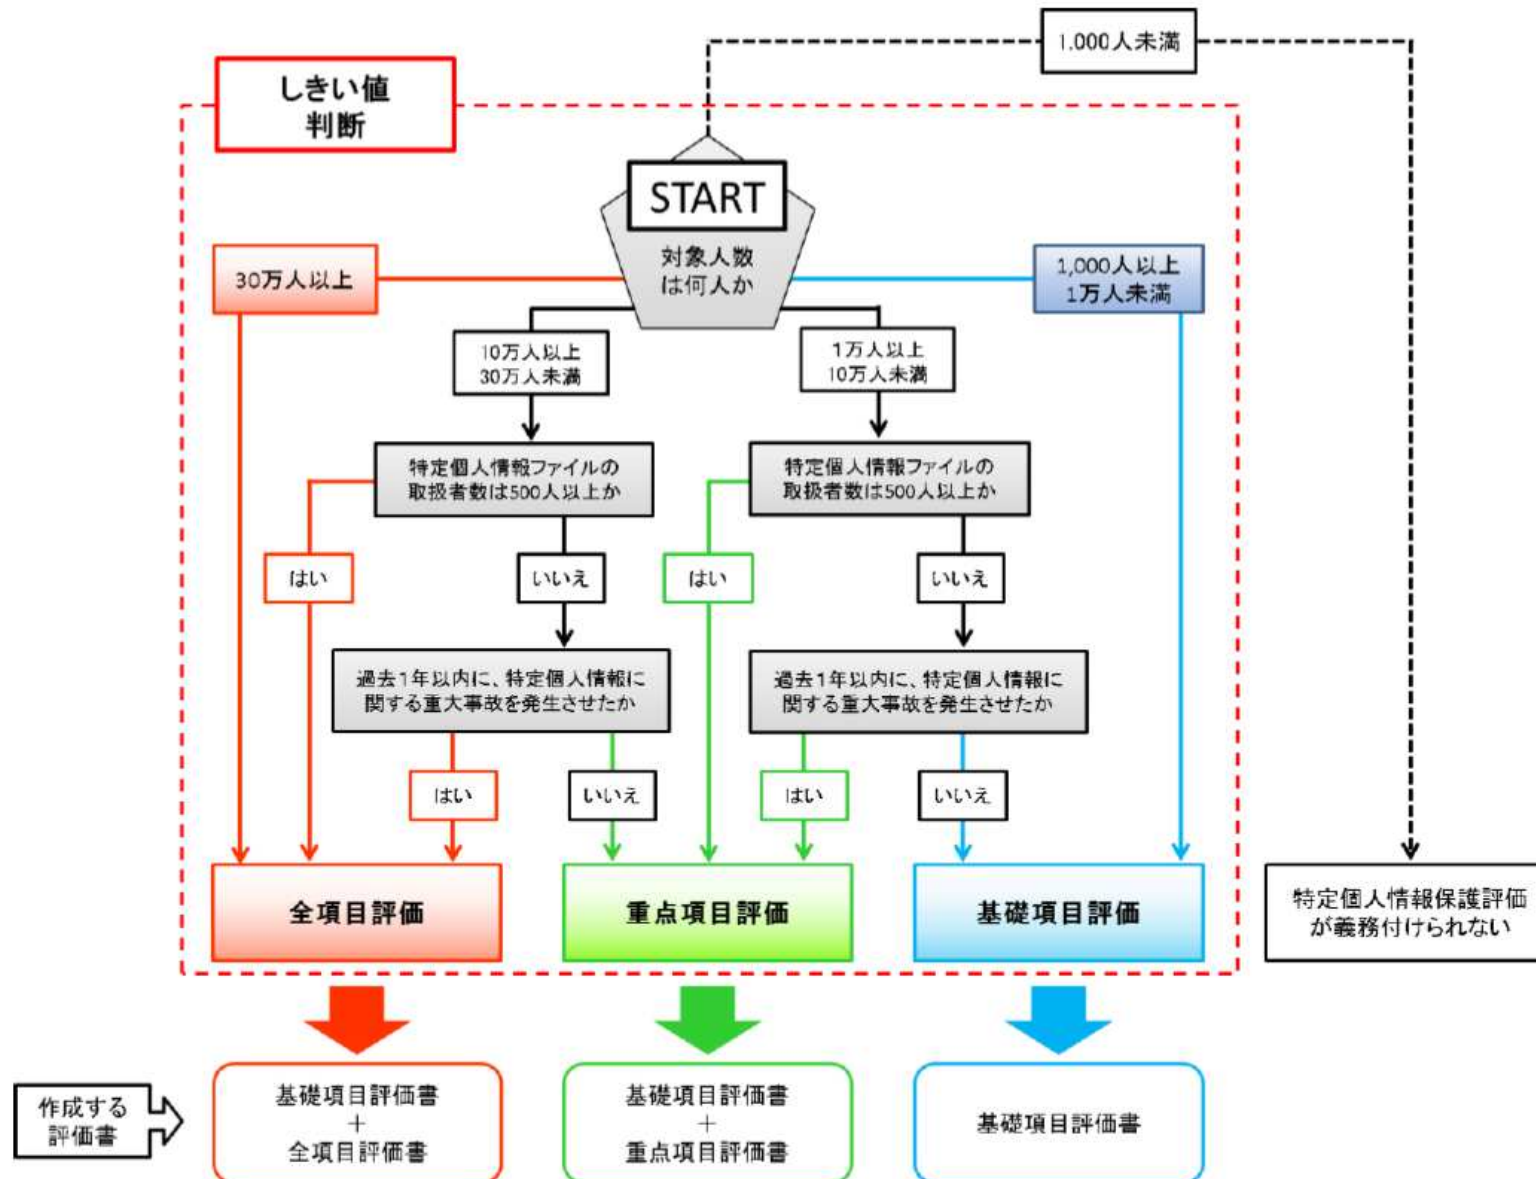 1,000人未満
しきい値
判断
START
対象人数
は何人か
30万人以上
1,000人以上
1万人未満
10万人以上
30万人未満
1万人以上
10万人未満
特定個人情報ファイルの
取扱者数は500人以上か
特定個人情報ファイルの
取扱者数は500人以上か
はい
いいえ
はい
いいえ
過去1年以内に、特定個人情報に
関する重大事故を発生させたか
過去1年以内に、特定個人情報に
関する重大事故を発生させたか
はい
いいえ
はい
いいえ
全項目評価
重点項目評価
基礎項目評価
特定個人情報保護評価
が義務付けられない
作成する
評価書
基礎項目評価書
＋
全項目評価書
基礎項目評価書
＋
重点項目評価書
基礎項目評価書